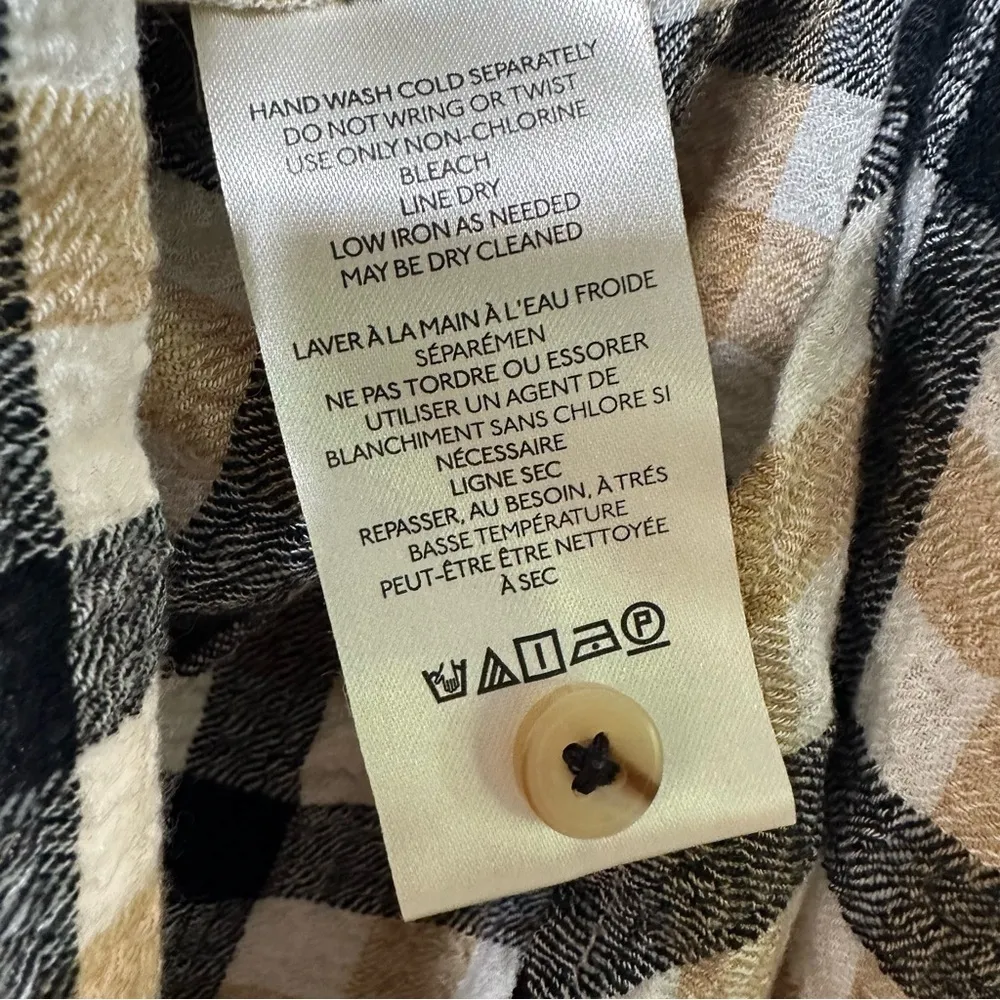 HAND WASH COLD SEPARATELY
DO NOT WRING OR TWIST
USE ONLY NON-CHLORINE
BLEACH
LINE DRY
LOW IRON AS NEEDED
MAY BE DRY CLEANED
LAVER À LA MAIN À L'EAU FROIDE
SÉPARÉMEN
NE PAS TORDRE OU ESSORER
UTILISER UN AGENT DE
BLANCHIMENT SANS CHLORE SI
NÉCESSAIRE
LIGNE SEC
REPASSER, AU BESOIN, À TRÉS
BASSE TEMPÉRATURE
PEUT-ÊTRE ÊTRE NETTOYÉE
À SEC
P